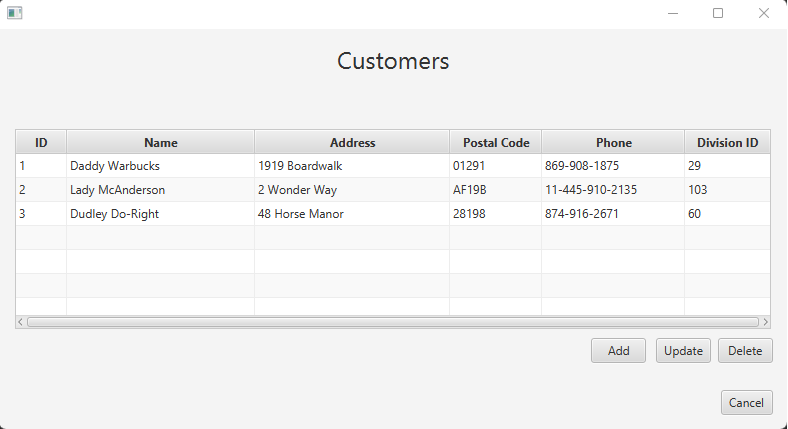 Customers
ID Name Address Postal Code Phone Division ID
1 Daddy Warbucks 1919 Boardwalk 01291 869-908-1875 29
2 Lady McAnderson 2 Wonder Way AF19B 11-445-910-2135 103
3 Dudley Do-Right 48 Horse Manor 28198 874-916-2671 60
Add Update Delete
Cancel